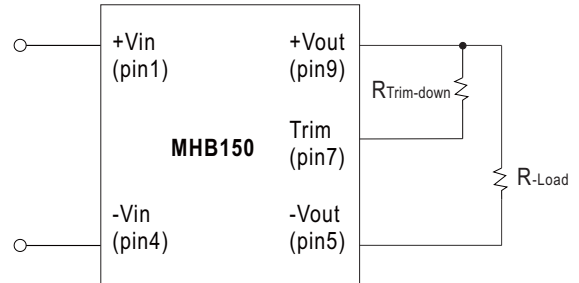 +Vin
(pin1)
+Vout
(pin9)
RTrim-down
Trim
(pin7)
MHB150
R-Load
-Vin
(pin4)
-Vout
(pin5)